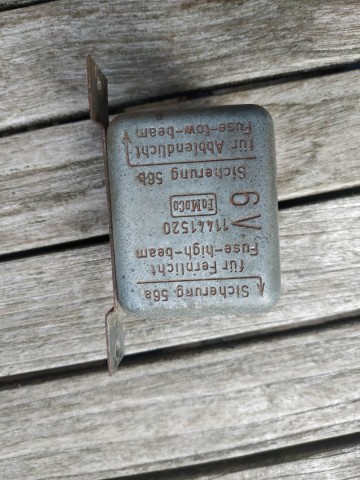 Sicherung 56a
für Fernlicht
Fuse-high-beam
6V
11441520
FoMoCo
Sicherung 56b
für Abblendlicht
Fuse-low-beam